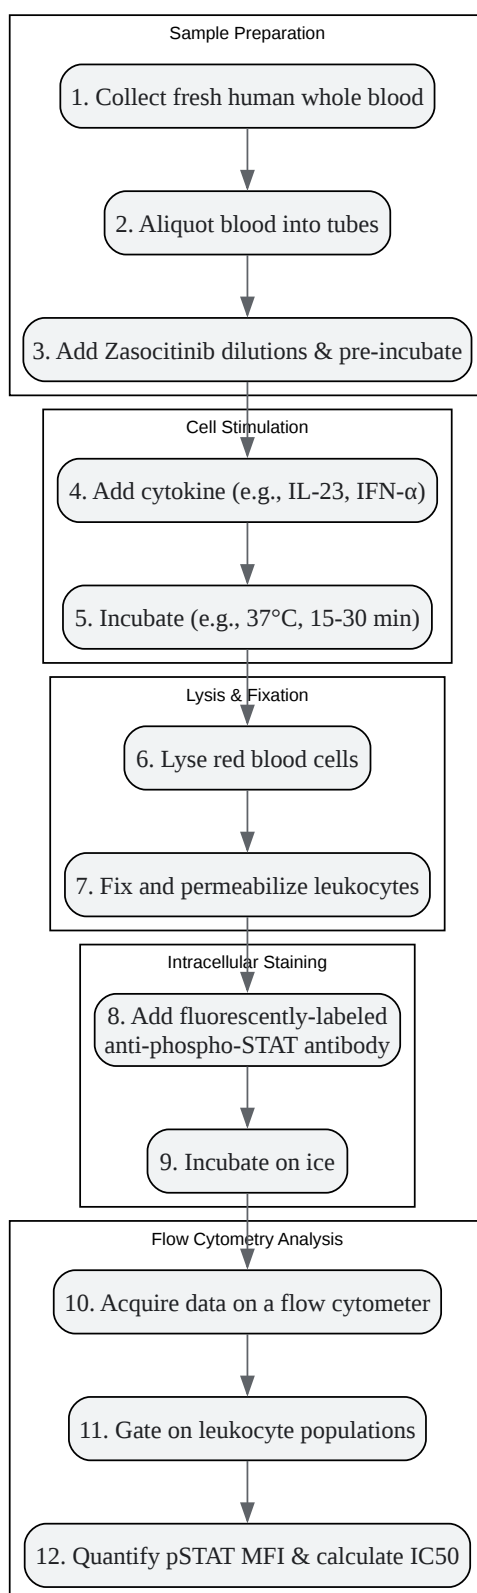 Sample Preparation
1. Collect fresh human whole blood
2. Aliquot blood into tubes
3. Add Zasocitinib dilutions & pre-incubate
Cell Stimulation
4. Add cytokine (e.g., IL-23, IFN-α)
5. Incubate (e.g., 37°C, 15-30 min)
Lysis & Fixation
6. Lyse red blood cells
7. Fix and permeabilize leukocytes
Intracellular Staining
8. Add fluorescently-labeled
anti-phospho-STAT antibody
9. Incubate on ice
Flow Cytometry Analysis
10. Acquire data on a flow cytometer
11. Gate on leukocyte populations
12. Quantify pSTAT MFI & calculate IC50